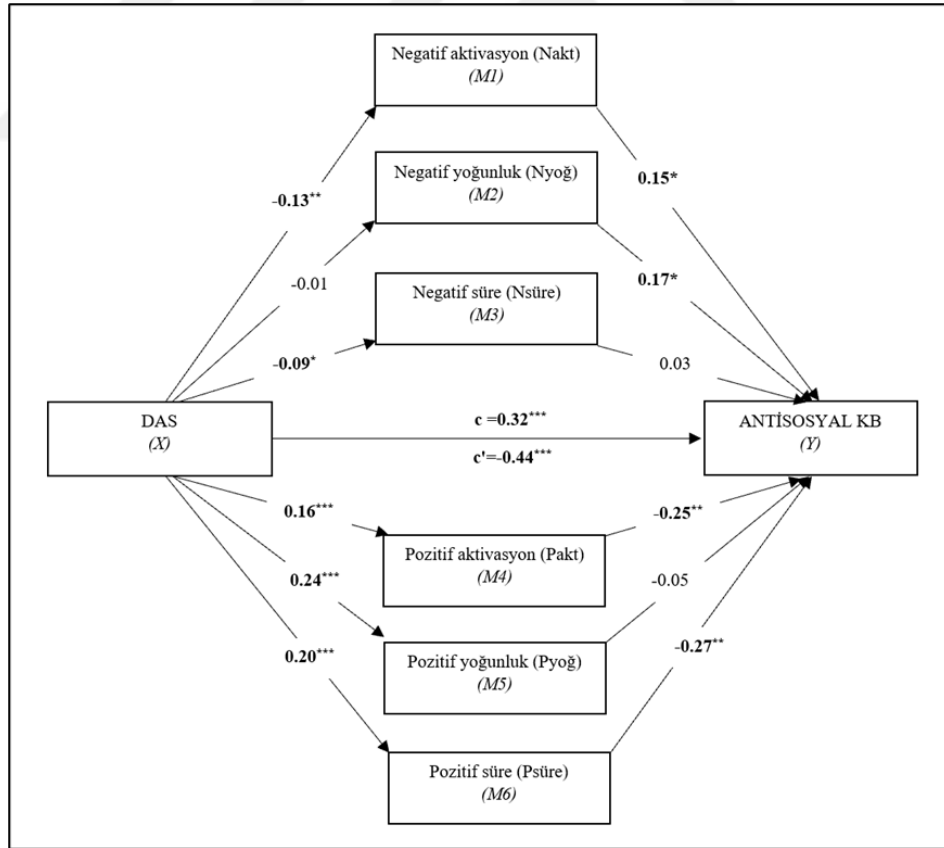 Negatif aktivasyon (Nakt)
(M1)
Negatif yoğunluk (Nyoğ)
(M2)
Negatif süre (Nsüre)
(M3)
-0.13**
-0.01
-0.09*
0.15*
0.17*
0.03
DAS
(X)
c =0.32***
c'=-0.44***
ANTİSOSYAL KB
(Y)
0.16***
0.24***
0.20***
-0.25**
-0.05
-0.27**
Pozitif aktivasyon (Pakt)
(M4)
Pozitif yoğunluk (Pyoğ)
(M5)
Pozitif süre (Psüre)
(M6)